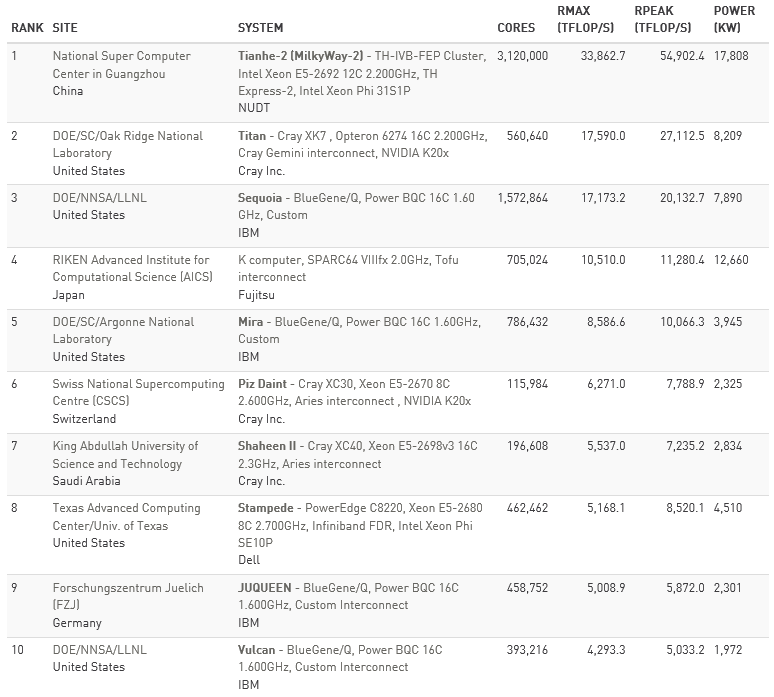 RANK SITE SYSTEM CORES RMAX (TFLOP/S) RPEAK (TFLOP/S) POWER (KW)
1 National Super Computer Tianhe-2 (MilkyWay-2) - TH-IVB-FEP Cluster, 3,120,000 33,862.7 54,902.4 17,808
Center in Guangzhou Intel Xeon E5-2692 12C 2.200GHz, TH
China Express-2, Intel Xeon Phi 31S1P
NUDT
2 DOE/SC/Oak Ridge National Titan - Cray XK7 , Opteron 6274 16C 2.200GHz, 560,640 17,590.0 27,112.5 8,209
Laboratory Cray Gemini interconnect, NVIDIA K20x
United States Cray Inc.
3 DOE/NNSA/LLNL Sequoia - BlueGene/Q, Power BQC 16C 1.60 1,572,864 17,173.2 20,132.7 7,890
United States GHz, Custom
IBM
4 RIKEN Advanced Institute for K computer, SPARC64 VIIIfx 2.0GHz, Tofu 705,024 10,510.0 11,280.4 12,660
Computational Science (AICS) interconnect
Japan Fujitsu
5 DOE/SC/Argonne National Mira - BlueGene/Q, Power BQC 16C 1.60GHz, 786,432 8,586.6 10,066.3 3,945
Laboratory Custom
United States IBM
6 Swiss National Supercomputing Piz Daint - Cray XC30, Xeon E5-2670 8C 115,984 6,271.0 7,788.9 2,325
Centre (CSCS) 2.600GHz, Aries interconnect , NVIDIA K20x
Switzerland Cray Inc.
7 King Abdullah University of Shaheen II - Cray XC40, Xeon E5-2698v3 16C 196,608 5,537.0 7,235.2 2,834
Science and Technology 2.3GHz, Aries interconnect
Saudi Arabia Cray Inc.
8 Texas Advanced Computing Stampede - PowerEdge C8220, Xeon E5-2680 462,462 5,168.1 8,520.1 4,510
Center/Univ. of Texas 8C 2.700GHz, Infiniband FDR, Intel Xeon Phi
United States SE10P
Dell
9 Forschungszentrum Juelich JUQUEEN - BlueGene/Q, Power BQC 16C 458,752 5,008.9 5,872.0 2,301
(FZJ) 1.600GHz, Custom Interconnect
Germany IBM
10 DOE/NNSA/LLNL Vulcan - BlueGene/Q, Power BQC 16C 393,216 4,293.3 5,033.2 1,972
United States 1.600GHz, Custom Interconnect
IBM